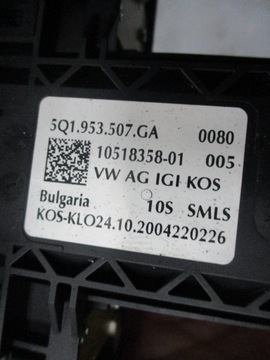 5Q1.953.507.GA 0080
10518358-01 005
VW AG IGI KOS
Bulgaria 10S SMLS
KOS-KLO24.10.2004220226